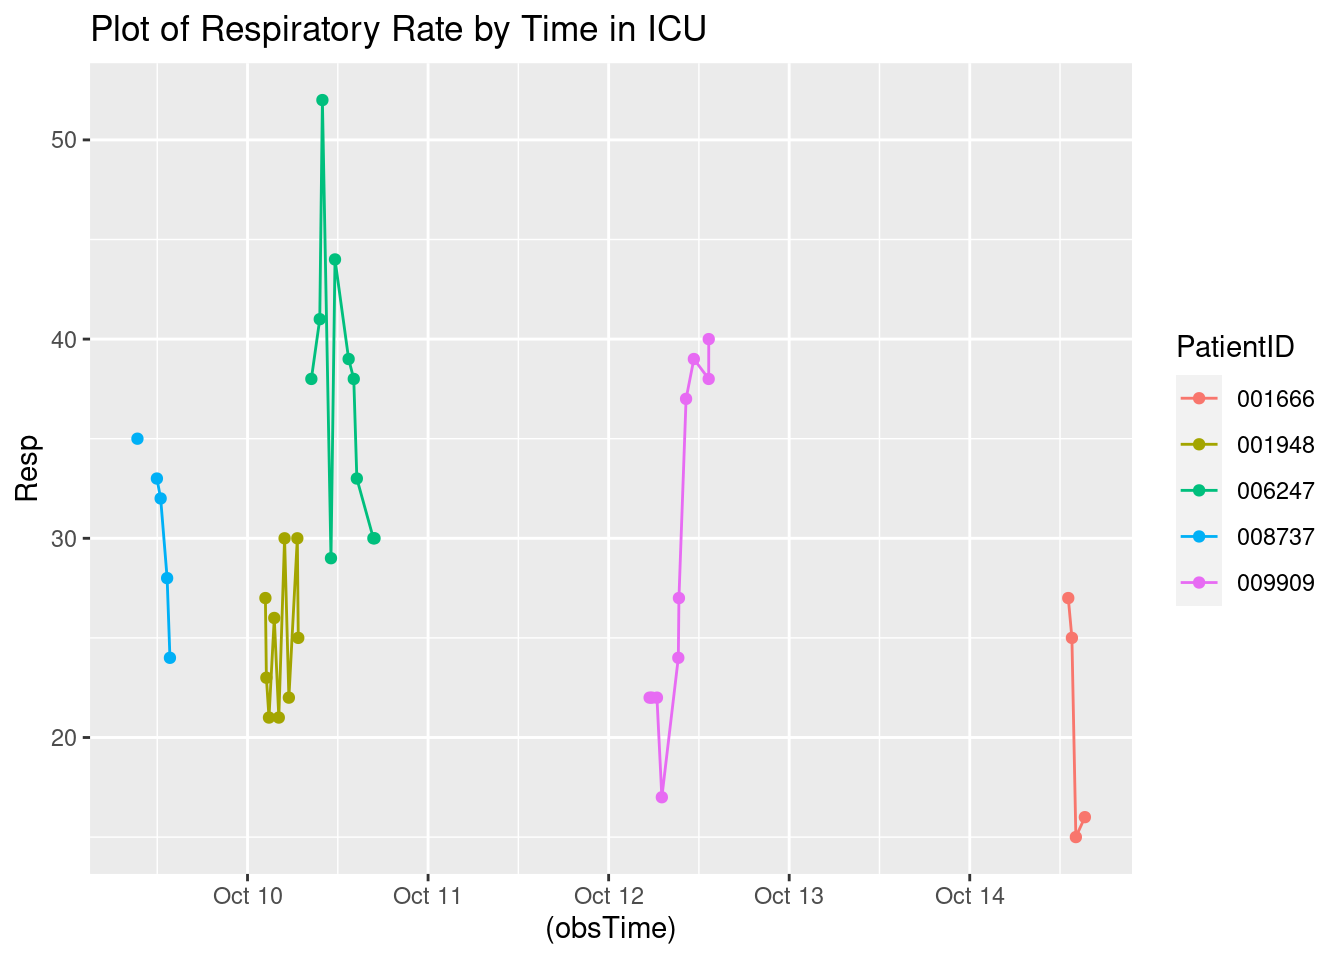 Plot of Respiratory Rate by Time in ICU
50
40
30
20
Resp
Oct 10
Oct 11
Oct 12
Oct 13
Oct 14
(obsTime)
PatientID
001666
001948
006247
008737
009909